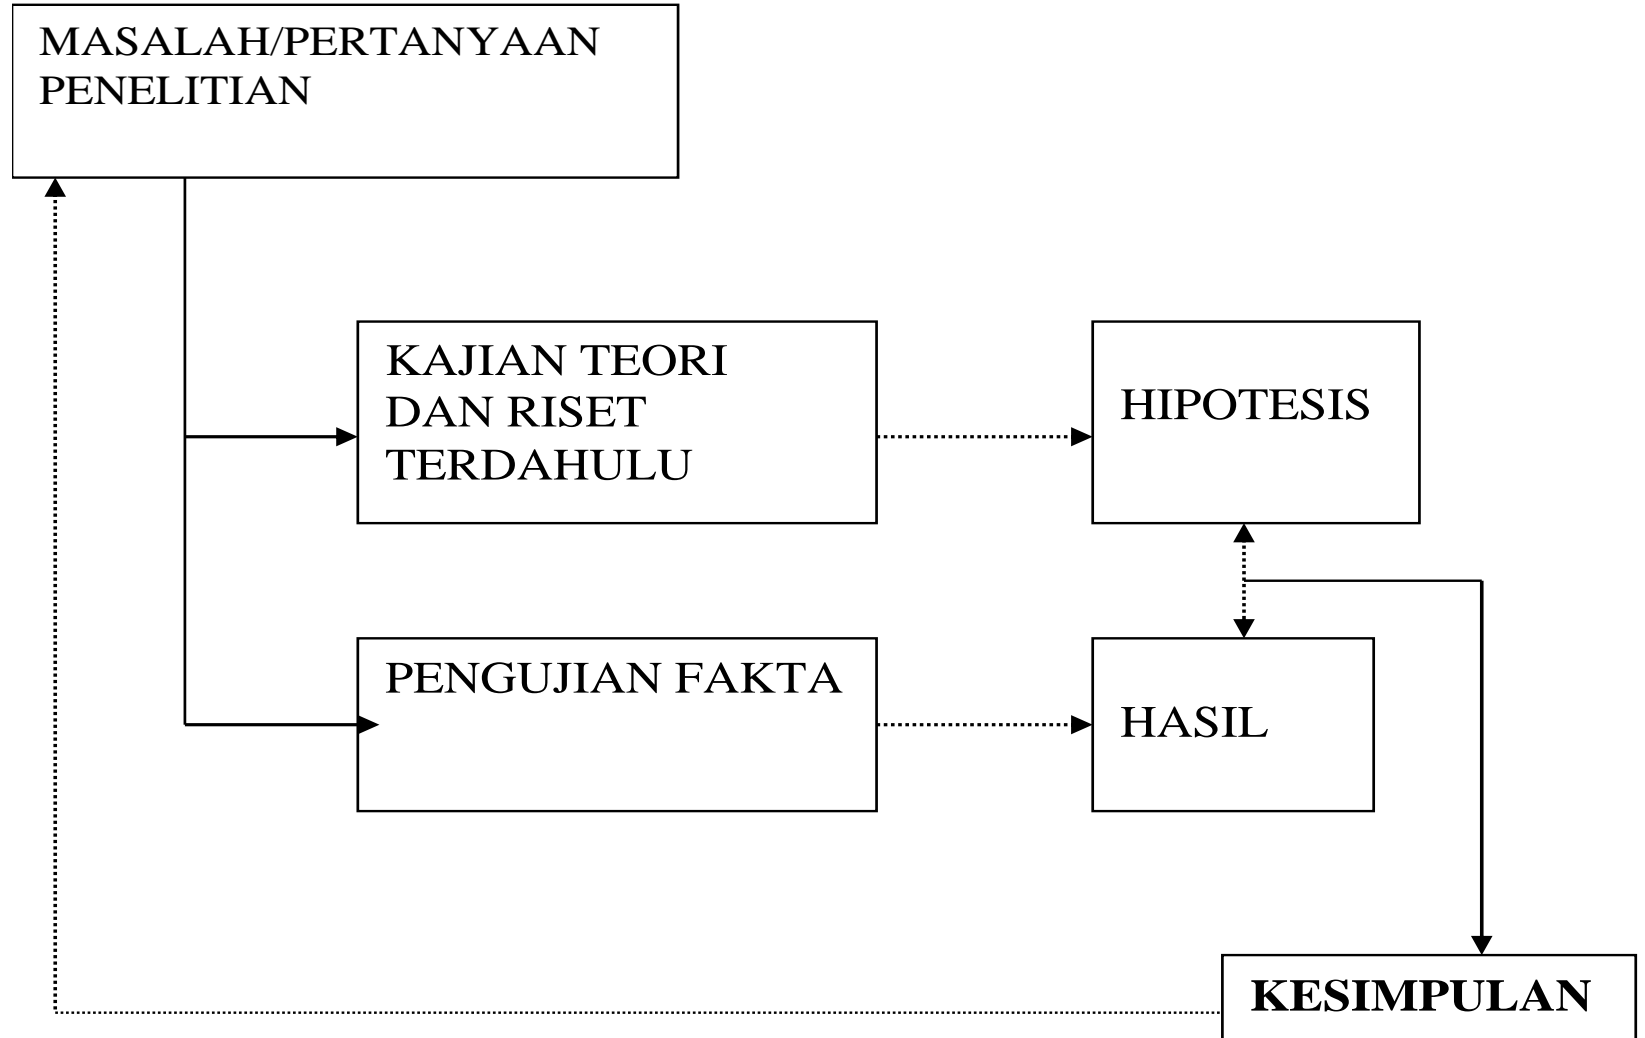 MASALAH/PERTANYAAN
PENELITIAN
KAJIAN TEORI
DAN RISET
TERDAHULU
HIPOTESIS
PENGUJIAN FAKTA
HASIL
KESIMPULAN